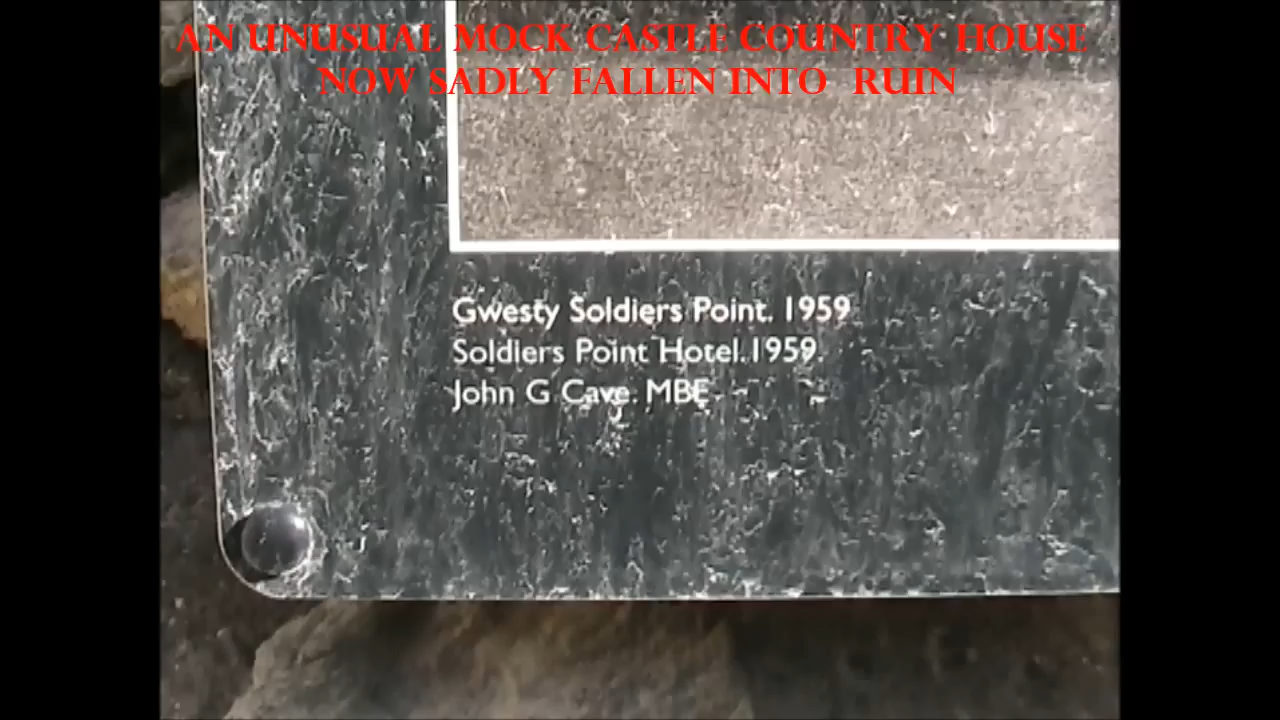 AN UNUSUAL MOCK CASTLE COUNTRY HOUSE
NOW SADLY FALLEN INTO RUIN
Gwesty Soldiers Point. 1959
Soldiers Point Hotel.1959.
John G Cave. MBE